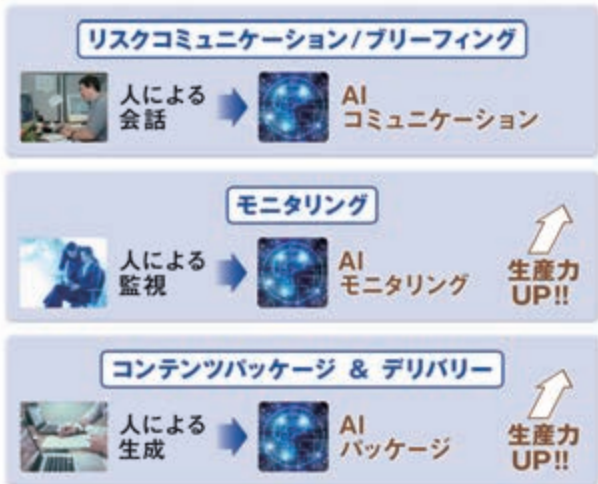 リスクコミュニケーション/ブリーフィング
人による
会話
AI
コミュニケーション
モニタリング
人による
監視
AI
モニタリング
生産力
UP!!
コンテンツパッケージ & デリバリー
人による
生成
AI
パッケージ
生産力
UP!!